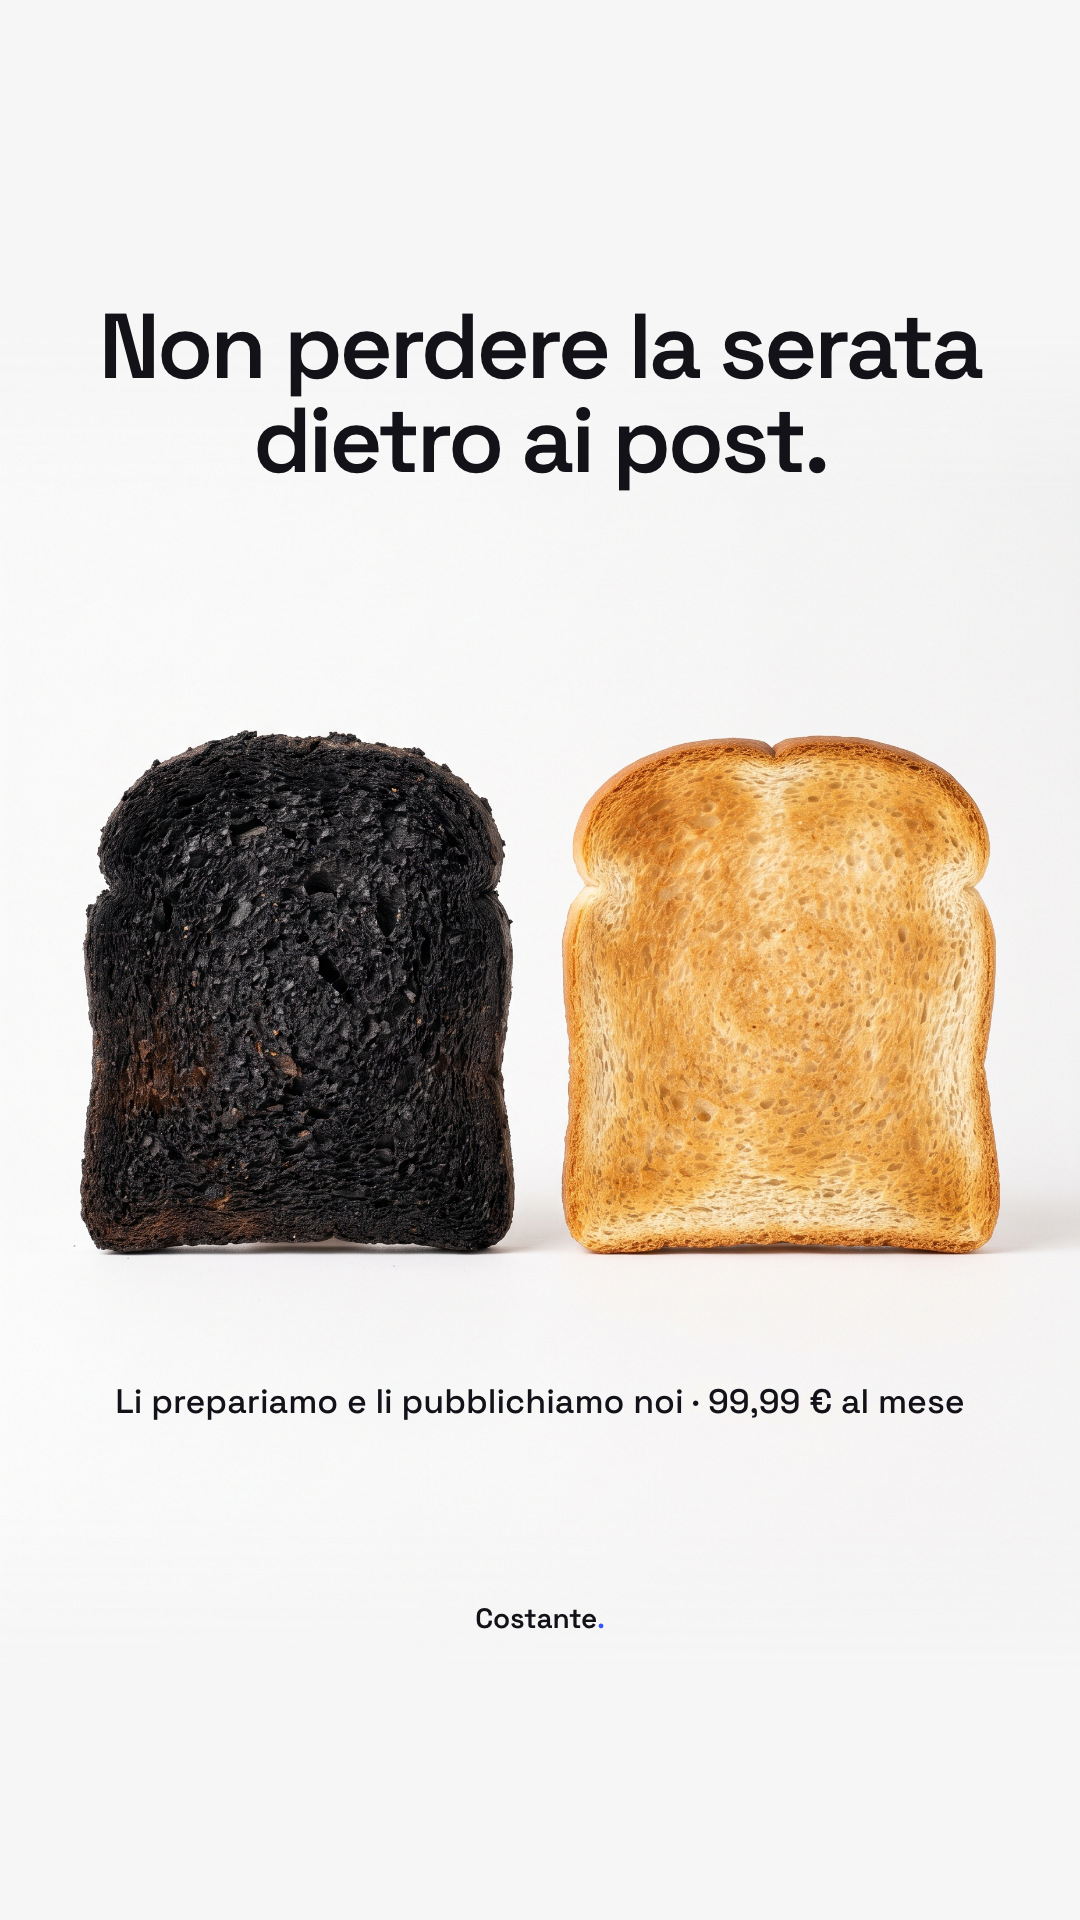 Non perdere la serata
dietro ai post.
Li prepariamo e li pubblichiamo noi · 99,99 € al mese
Costante.